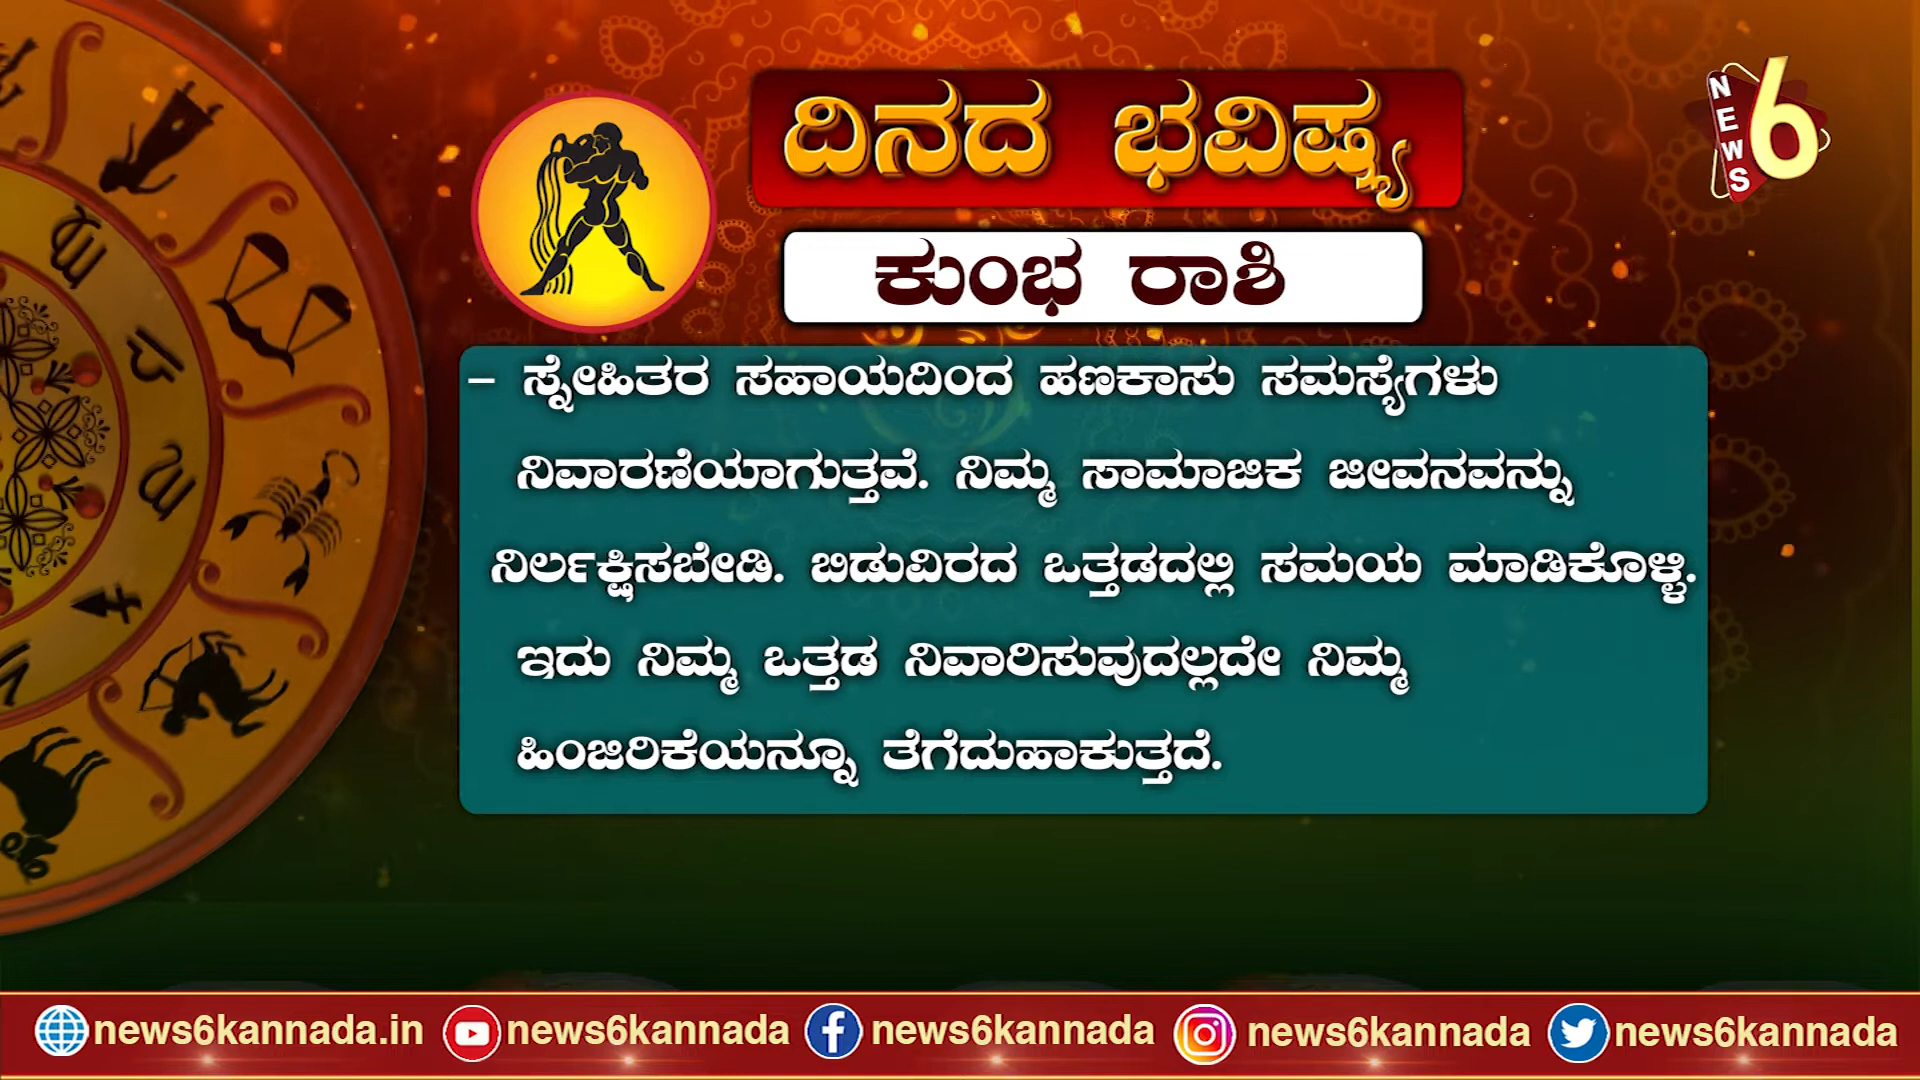 ದಿನದ ಭವಿಷ್ಯ
NEWS 6
ಕುಂಭ ರಾಶಿ
– ಸ್ನೇಹಿತರ ಸಹಾಯದಿಂದ ಹಣಕಾಸು ಸಮಸ್ಯೆಗಳು
ನಿವಾರಣೆಯಾಗುತ್ತವೆ. ನಿಮ್ಮ ಸಾಮಾಜಿಕ ಜೀವನವನ್ನು
ನಿರ್ಲಕ್ಷಿಸಬೇಡಿ. ಬಿಡುವಿರದ ಒತ್ತಡದಲ್ಲಿ ಸಮಯ ಮಾಡಿಕೊಳ್ಳಿ.
ಇದು ನಿಮ್ಮ ಒತ್ತಡ ನಿವಾರಿಸುವುದಲ್ಲದೇ ನಿಮ್ಮ
ಹಿಂಜರಿಕೆಯನ್ನೂ ತೆಗೆದುಹಾಕುತ್ತದೆ.
news6kannada.in news6kannada news6kannada news6kannada news6kannada